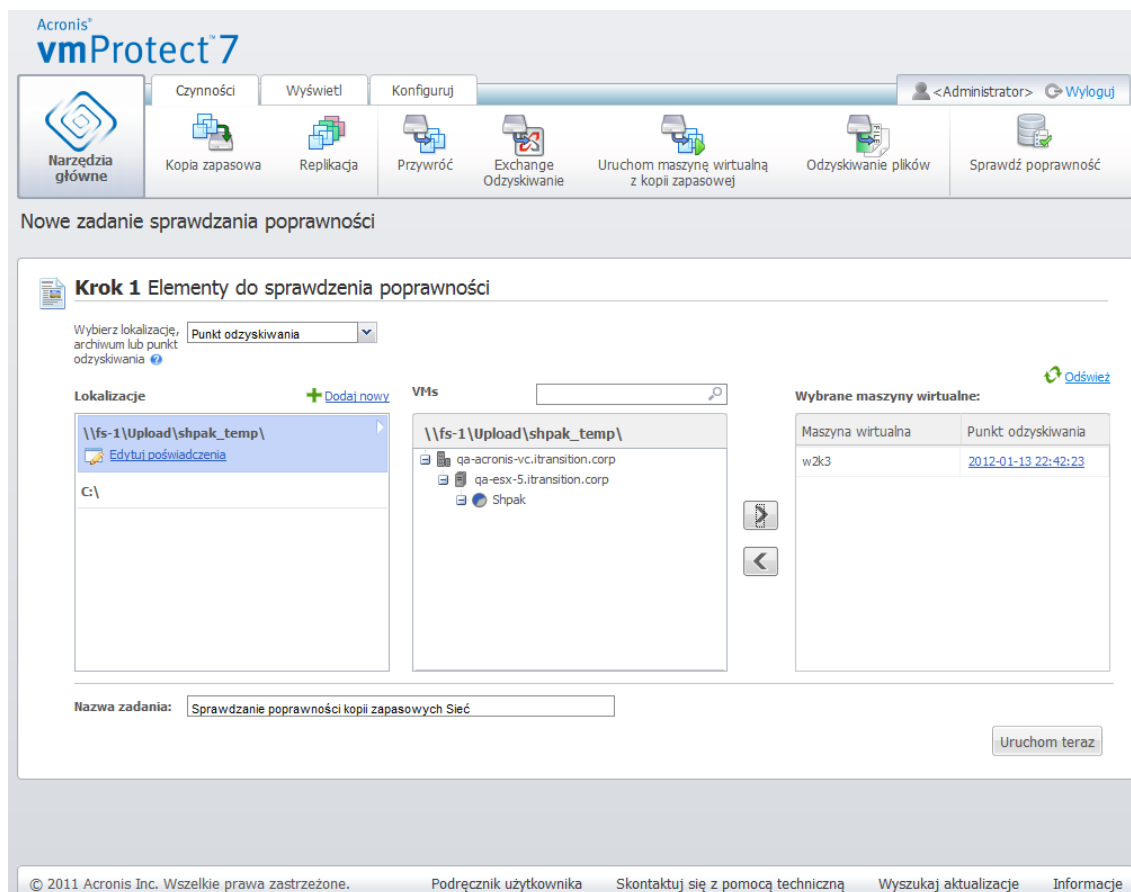 Acronis®
vmProtect™ 7
Czynności
Wyświetl
Konfiguruj
<Administrator>
Wyloguj
Narzędzia
główne
Kopia zapasowa
Replikacja
Przywróć
Exchange
Odzyskiwanie
Uruchom maszynę wirtualną
z kopii zapasowej
Odzyskiwanie plików
Sprawdź poprawność
Nowe zadanie sprawdzania poprawności
Krok 1 Elementy do sprawdzenia poprawności
Wybierz lokalizację,
archiwum lub punkt
odzyskiwania
Punkt odzyskiwania
Odśwież
Lokalizacje
Dodaj nowy
\\fs-1\Upload\shpak_temp\
Edytuj poświadczenia
C:\
VMs
\\fs-1\Upload\shpak_temp\
qa-acronis-vc.itransition.corp
qa-esx-5.itransition.corp
Shpak
Wybrane maszyny wirtualne:
Maszyna wirtualna
Punkt odzyskiwania
w2k3
2012-01-13 22:42:23
Nazwa zadania:
Sprawdzanie poprawności kopii zapasowych Sieć
Uruchom teraz
© 2011 Acronis Inc. Wszelkie prawa zastrzeżone.
Podręcznik użytkownika
Skontaktuj się z pomocą techniczną
Wyszukaj aktualizacje
Informacje